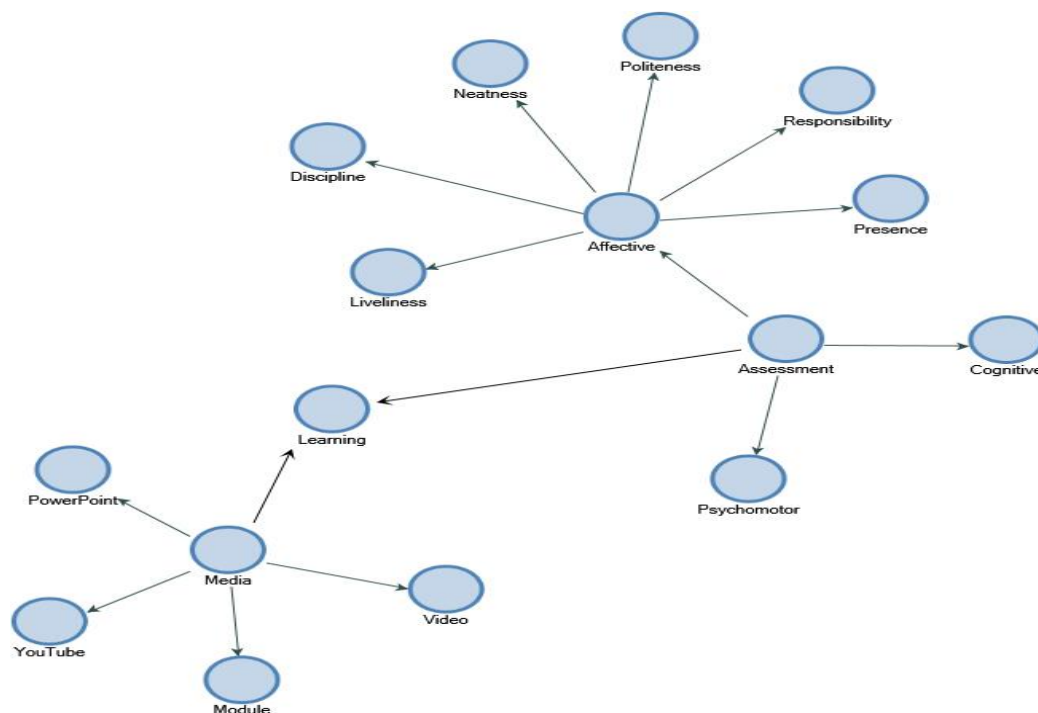 Politeness
Neatness
Responsibility
Discipline
Presence
Affective
Liveliness
Assessment
Cognitive
Learning
PowerPoint
Psychomotor
Media
Video
YouTube
Module